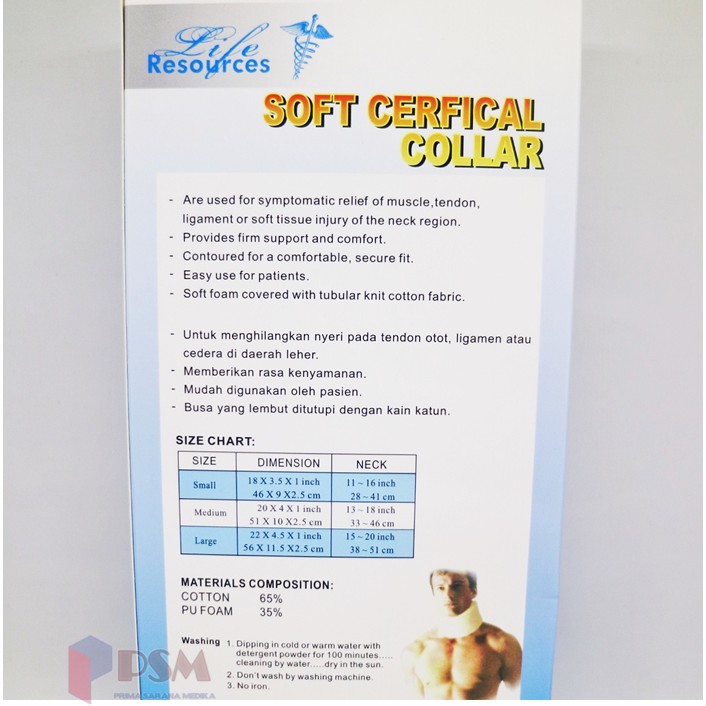 Life
Resources
SOFT CERFICAL
COLLAR
- Are used for symptomatic relief of muscle,tendon,
ligament or soft tissue injury of the neck region.
- Provides firm support and comfort.
- Contoured for a comfortable, secure fit.
- Easy use for patients.
- Soft foam covered with tubular knit cotton fabric.
- Untuk menghilangkan nyeri pada tendon otot, ligamen atau
cedera di daerah leher.
- Memberikan rasa kenyamanan.
- Mudah digunakan oleh pasien.
- Busa yang lembut ditutupi dengan kain katun.
SIZE CHART:
SIZE DIMENSION NECK
Small 18 X 3.5 X 1 inch 11 ~ 16 inch
46 X 9 X2.5 cm 28 ~ 41 cm
Medium 20 X 4 X 1 inch 13 ~ 18 inch
51 X 10 X2.5 cm 33 ~ 46 cm
Large 22 X 4.5 X 1 inch 15 ~ 20 inch
56 X 11.5 X2.5 cm 38 ~ 51 cm
MATERIALS COMPOSITION:
COTTON 65%
PU FOAM 35%
Washing 1. Dipping in cold or warm water with
detergent powder for 100 minutes.....
cleaning by water.....dry in the sun.
2. Don't wash by washing machine.
3. No iron.
PSM
PRIMA SARANA MEDIKA